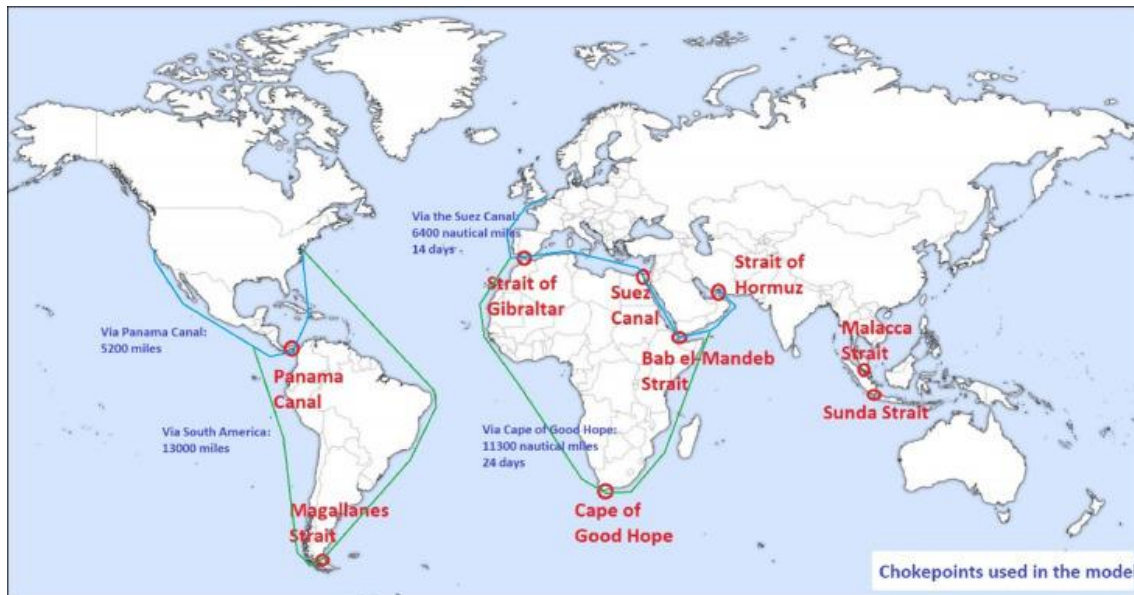 Via the Suez Canal:
6400 nautical miles
14 days
Strait of
Gibraltar
Suez
Canal
Strait of
Hormuz
Malacca
Strait
Bab el-Mandeb
Strait
Sunda Strait
Via Panama Canal:
5200 miles
Panama
Canal
Via South America:
13000 miles
Via Cape of Good Hope:
11300 nautical miles
24 days
Magallanes
Strait
Cape of
Good Hope
Chokepoints used in the model